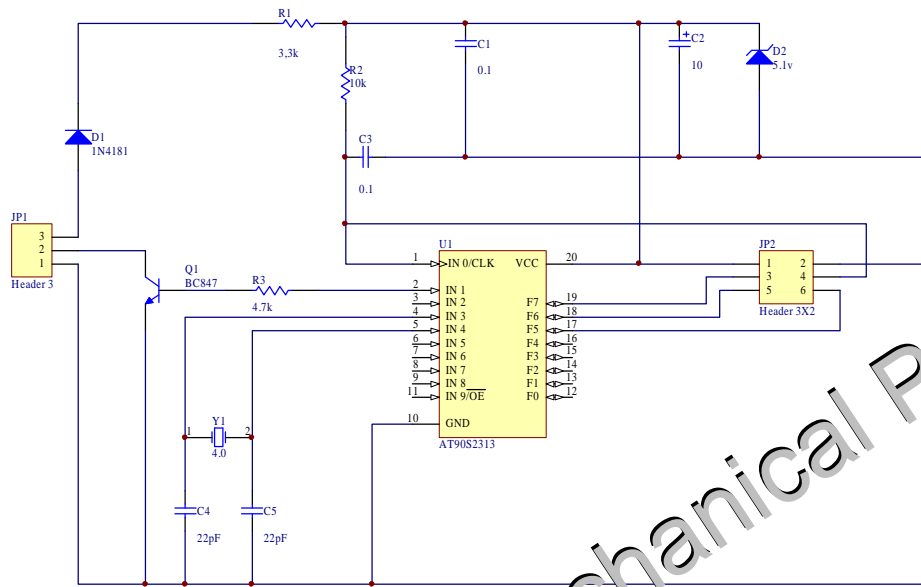 R1
3,3k
R2
10k
C1
0.1
+
C2
10
D2
5.1v
D1
1N4181
C3
0.1
JP1
3
2
1
Header 3
Q1
BC847
R3
4.7k
U1
1 IN 0/CLK VCC 20
2 IN 1
3 IN 2 F7 19
4 IN 3 F6 18
5 IN 4 F5 17
6 IN 5 F4 16
7 IN 6 F3 15
8 IN 7 F2 14
9 IN 8 F1 13
11 IN 9/OE F0 12
10 GND
AT90S2313
JP2
1 2
3 4
5 6
Header 3X2
Y1
1 2
4.0
C4
22pF
C5
22pF